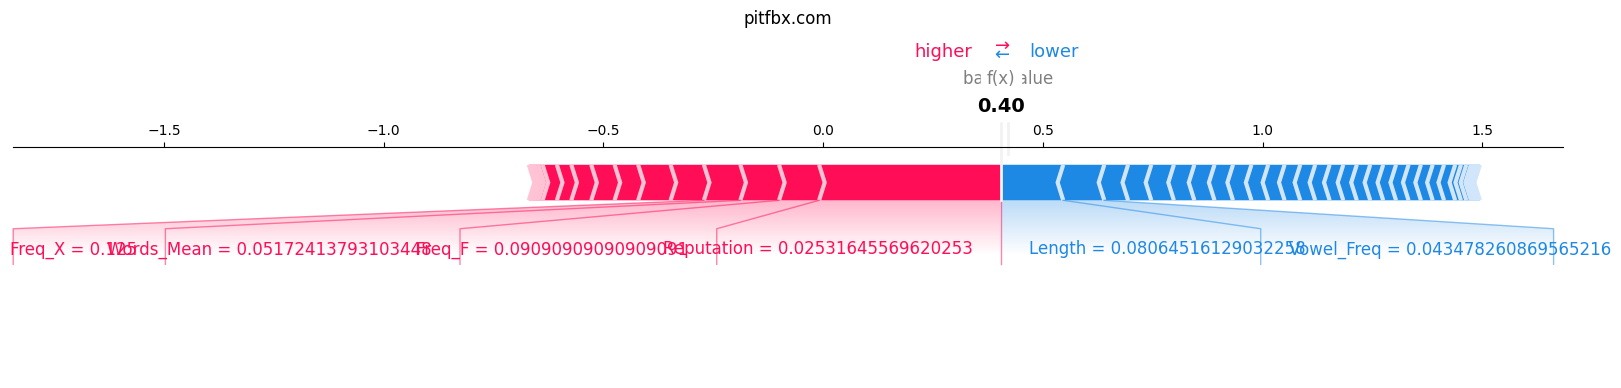 pitfbx.com
higher ⇄ lower
ba f(x) alue
0.40
−1.5 −1.0 −0.5 0.0 0.5 1.0 1.5
Freq_X = 0.125 Words_Mean = 0.05172413793103448 Freq_F = 0.09090909090909091 Reputation = 0.02531645569620253 Length = 0.08064516129032258 Vowel_Freq = 0.043478260869565216